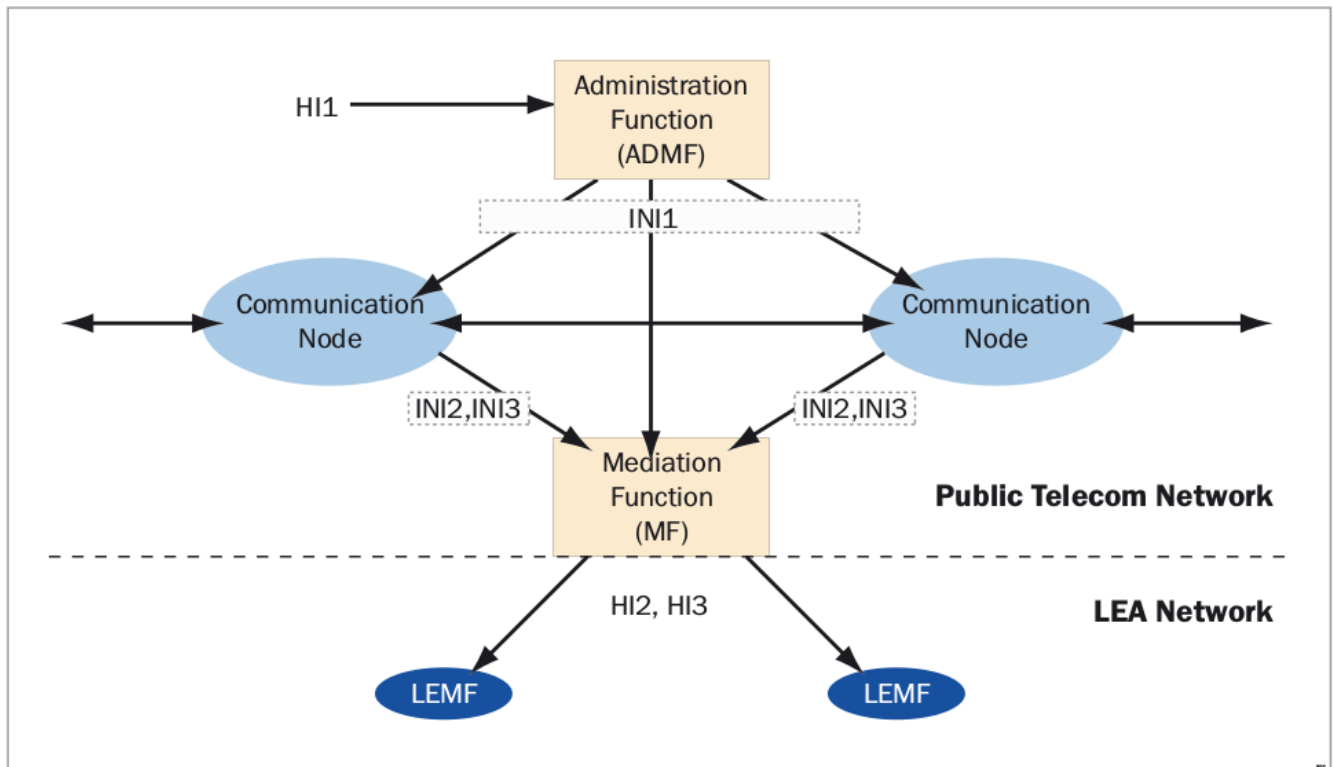 HI1
Administration
Function
(ADMF)
INI1
Communication
Node
Communication
Node
INI2,INI3
INI2,INI3
Mediation
Function
(MF)
Public Telecom Network
HI2, HI3
LEA Network
LEMF
LEMF